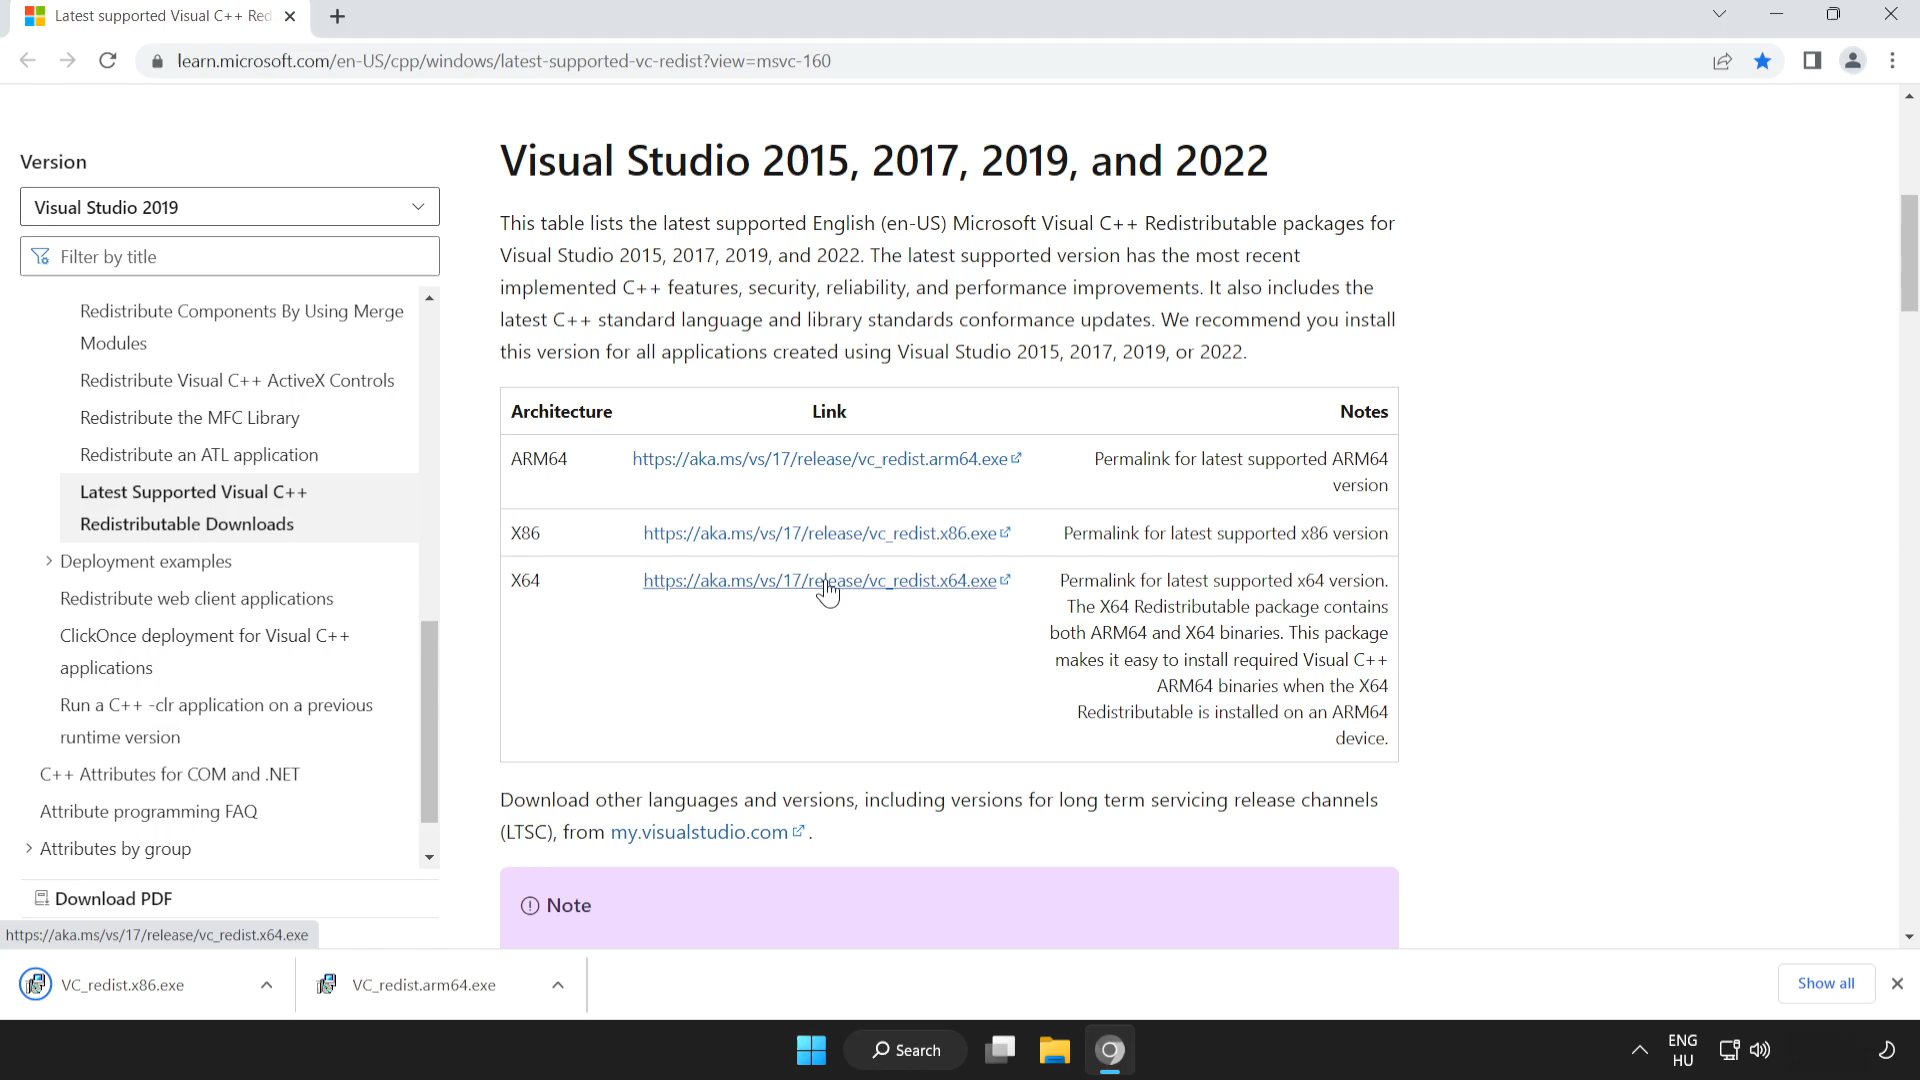 Latest supported Visual C++ Red
learn.microsoft.com/en-US/cpp/windows/latest-supported-vc-redist?view=msvc-160
Version
Visual Studio 2019
Filter by title
Redistribute Components By Using Merge
Modules
Redistribute Visual C++ ActiveX Controls
Redistribute the MFC Library
Redistribute an ATL application
Latest Supported Visual C++
Redistributable Downloads
Deployment examples
Redistribute web client applications
ClickOnce deployment for Visual C++
applications
Run a C++ -clr application on a previous
runtime version
C++ Attributes for COM and .NET
Attribute programming FAQ
Attributes by group
Download PDF
https://aka.ms/vs/17/release/vc_redist.x64.exe
Visual Studio 2015, 2017, 2019, and 2022
This table lists the latest supported English (en-US) Microsoft Visual C++ Redistributable packages for
Visual Studio 2015, 2017, 2019, and 2022. The latest supported version has the most recent
implemented C++ features, security, reliability, and performance improvements. It also includes the
latest C++ standard language and library standards conformance updates. We recommend you install
this version for all applications created using Visual Studio 2015, 2017, 2019, or 2022.
Architecture Link Notes
ARM64 https://aka.ms/vs/17/release/vc_redist.arm64.exe Permalink for latest supported ARM64
version
X86 https://aka.ms/vs/17/release/vc_redist.x86.exe Permalink for latest supported x86 version
X64 https://aka.ms/vs/17/release/vc_redist.x64.exe Permalink for latest supported x64 version.
The X64 Redistributable package contains
both ARM64 and X64 binaries. This package
makes it easy to install required Visual C++
ARM64 binaries when the X64
Redistributable is installed on an ARM64
device.
Download other languages and versions, including versions for long term servicing release channels
(LTSC), from my.visualstudio.com .
Note
VC_redist.x86.exe
VC_redist.arm64.exe
Show all
Search
ENG
HU